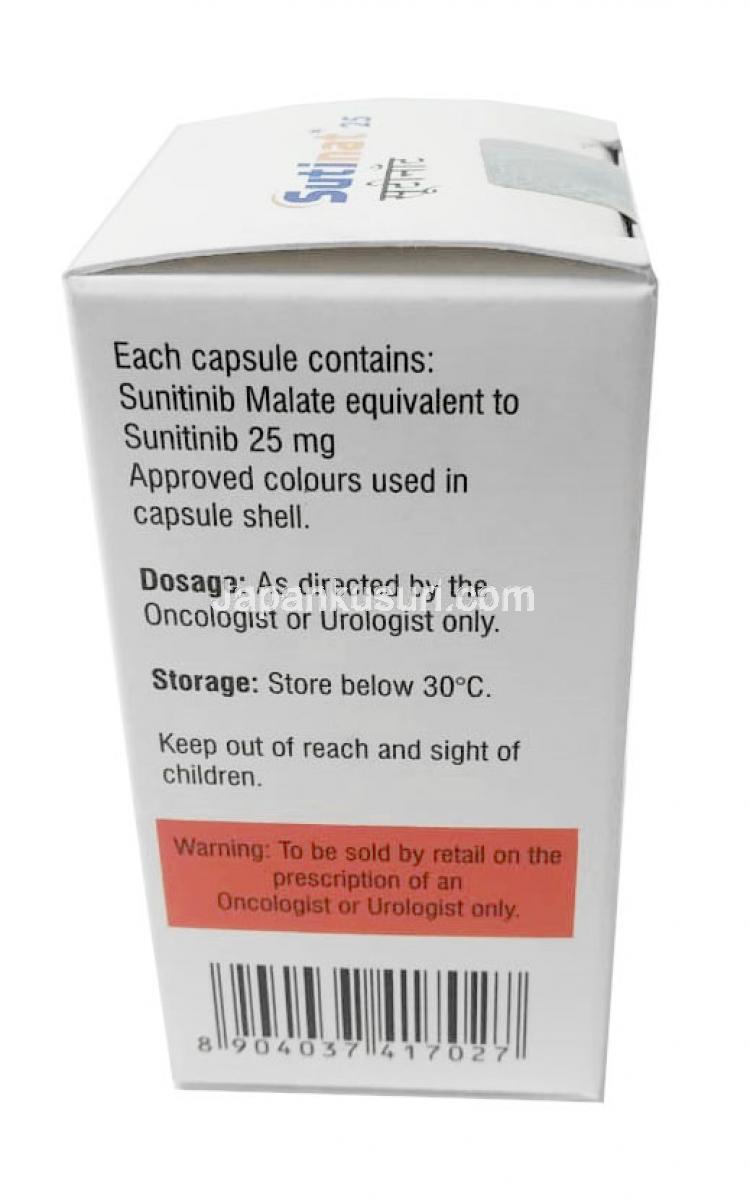 Sutinat 25
सूटीनॅट
Each capsule contains:
Sunitinib Malate equivalent to
Sunitinib 25 mg
Approved colours used in
capsule shell.
Dosage: As directed by the
Oncologist or Urologist only.
Japankusuri.com
Storage: Store below 30°C.
Keep out of reach and sight of
children.
Warning: To be sold by retail on the
prescription of an
Oncologist or Urologist only.
8 904037 417027